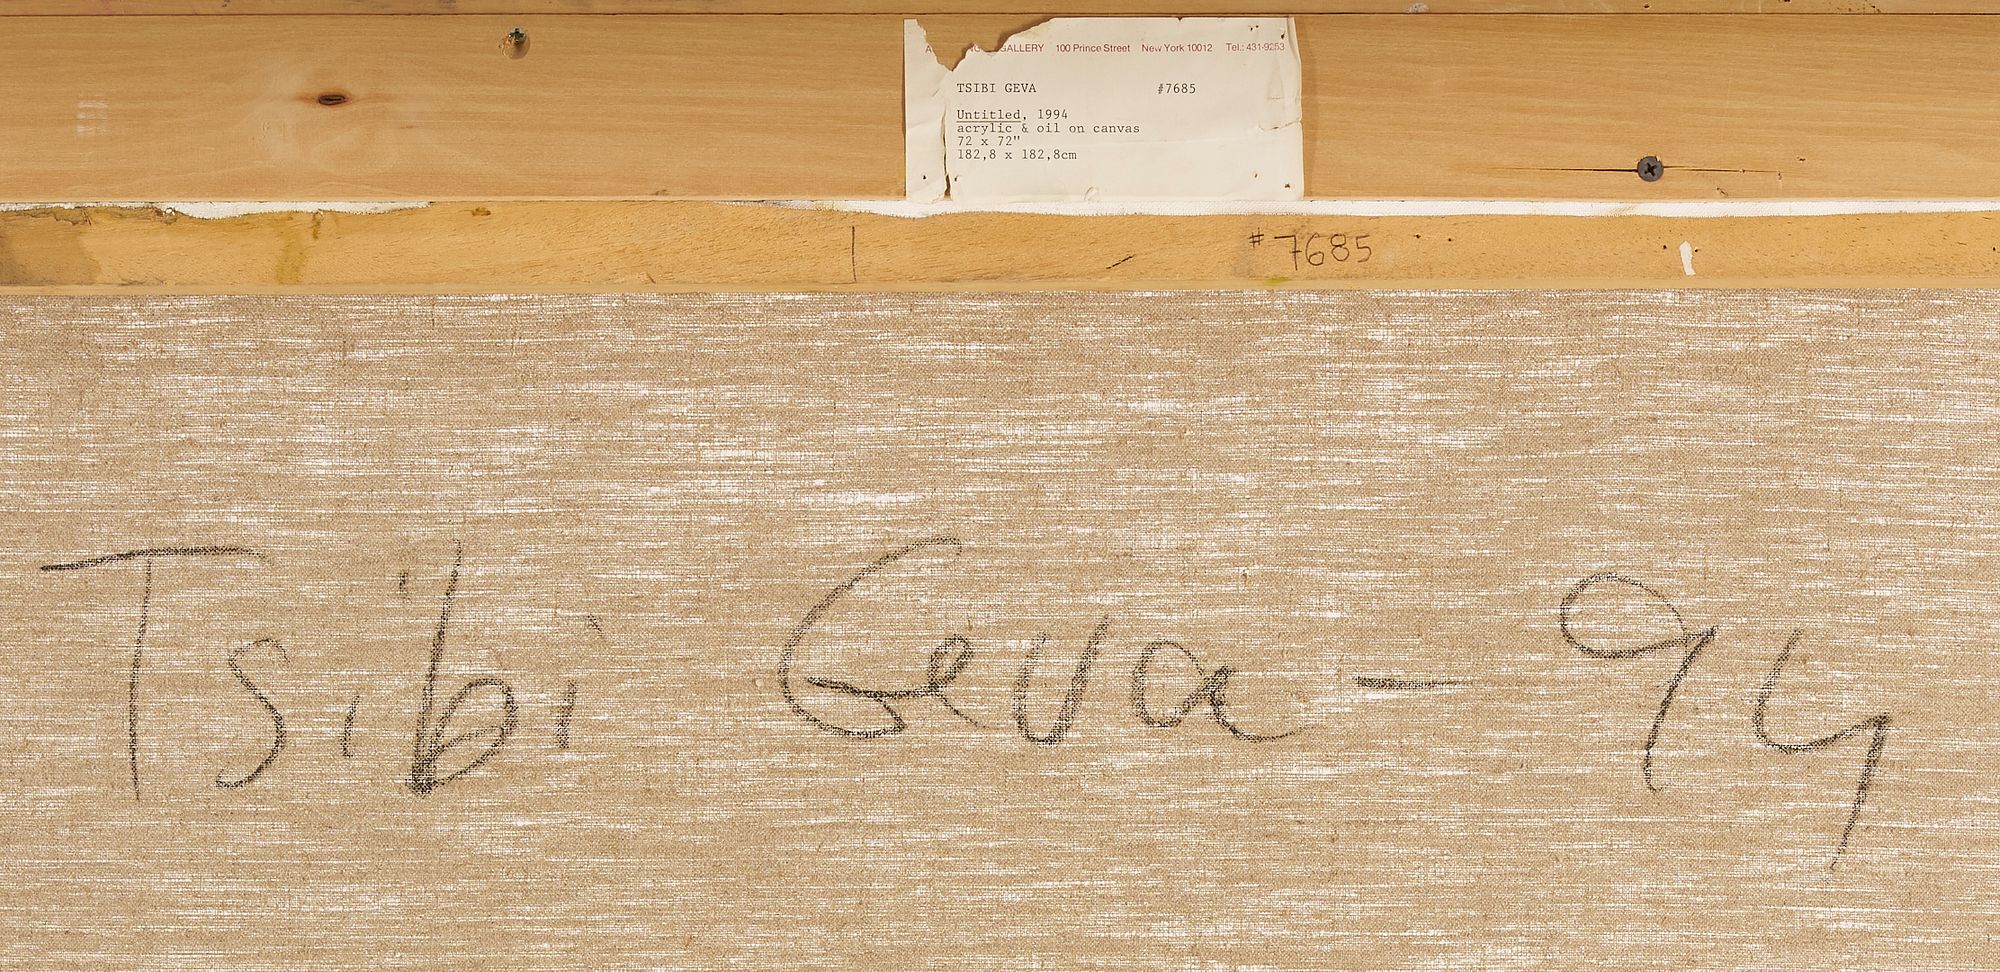 GALLERY 100 Prince Street New York 10012 Tel.: 431-9253
TSIBI GEVA #7685
Untitled, 1994
acrylic & oil on canvas
72 x 72"
182,8 x 182,8cm
#7685
Tsibi Geva - 94